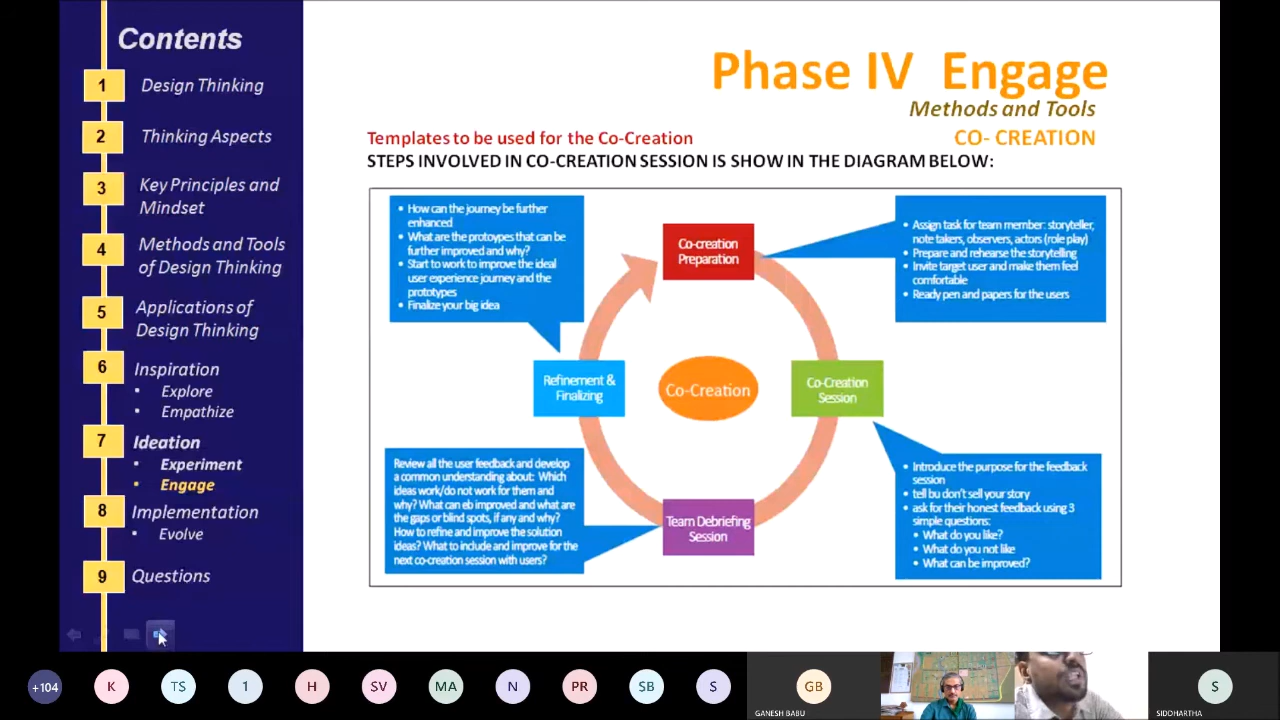 Contents
1 Design Thinking
2 Thinking Aspects
3 Key Principles and
Mindset
4 Methods and Tools
of Design Thinking
5 Applications of
Design Thinking
6 Inspiration
• Explore
• Empathize
7 Ideation
• Experiment
• Engage
8 Implementation
• Evolve
9 Questions
Phase IV Engage
Methods and Tools
CO- CREATION
Templates to be used for the Co-Creation
STEPS INVOLVED IN CO-CREATION SESSION IS SHOW IN THE DIAGRAM BELOW:
• How can the journey be further
enhanced
• What are the protoypes that can be
further improved and why?
• Start to work to improve the ideal
user experience journey and the
prototypes
• Finalize your big idea
Co-creation
Preparation
• Assign task for team member: storyteller,
note takers, observers, actors (role play)
• Prepare and rehearse the storytelling
• Invite target user and make them feel
comfortable
• Ready pen and papers for the users
Refinement &
Finalizing
Co-Creation
Co-Creation
Session
Review all the user feedback and develop
a common understanding about: Which
ideas work/do not work for them and
why? What can eb improved and what are
the gaps or blind spots, if any and why?
How to refine and improve the solution
ideas? What to include and improve for the
next co-creation session with users?
Team Debriefing
Session
• Introduce the purpose for the feedback
session
• tell bu don't sell your story
• ask for their honest feedback using 3
simple questions:
• What do you like?
• What do you not like
• What can be improved?
+104
K
TS
1
H
SV
MA
N
PR
SB
S
GB
GANESH BABU
S
SIDDHARTHA